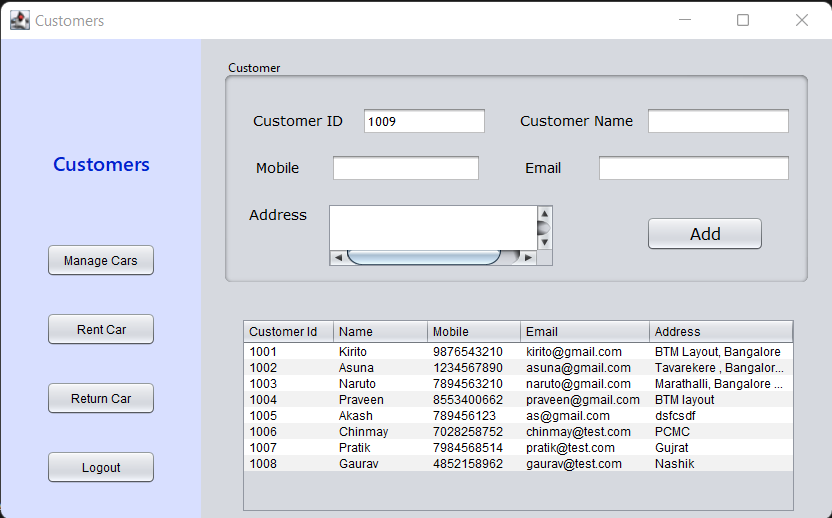 Customers
Customer
Customer ID 1009 Customer Name
Customers
Mobile Email
Address
Add
Manage Cars
Rent Car
Return Car
Logout
Customer Id Name Mobile Email Address
1001 Kirito 9876543210 kirito@gmail.com BTM Layout, Bangalore
1002 Asuna 1234567890 asuna@gmail.com Tavarekere , Bangalor...
1003 Naruto 7894563210 naruto@gmail.com Marathalli, Bangalore ...
1004 Praveen 8553400662 praveen@gmail.com BTM layout
1005 Akash 789456123 as@gmail.com dsfcsdf
1006 Chinmay 7028258752 chinmay@test.com PCMC
1007 Pratik 7984568514 pratik@test.com Gujrat
1008 Gaurav 4852158962 gaurav@test.com Nashik